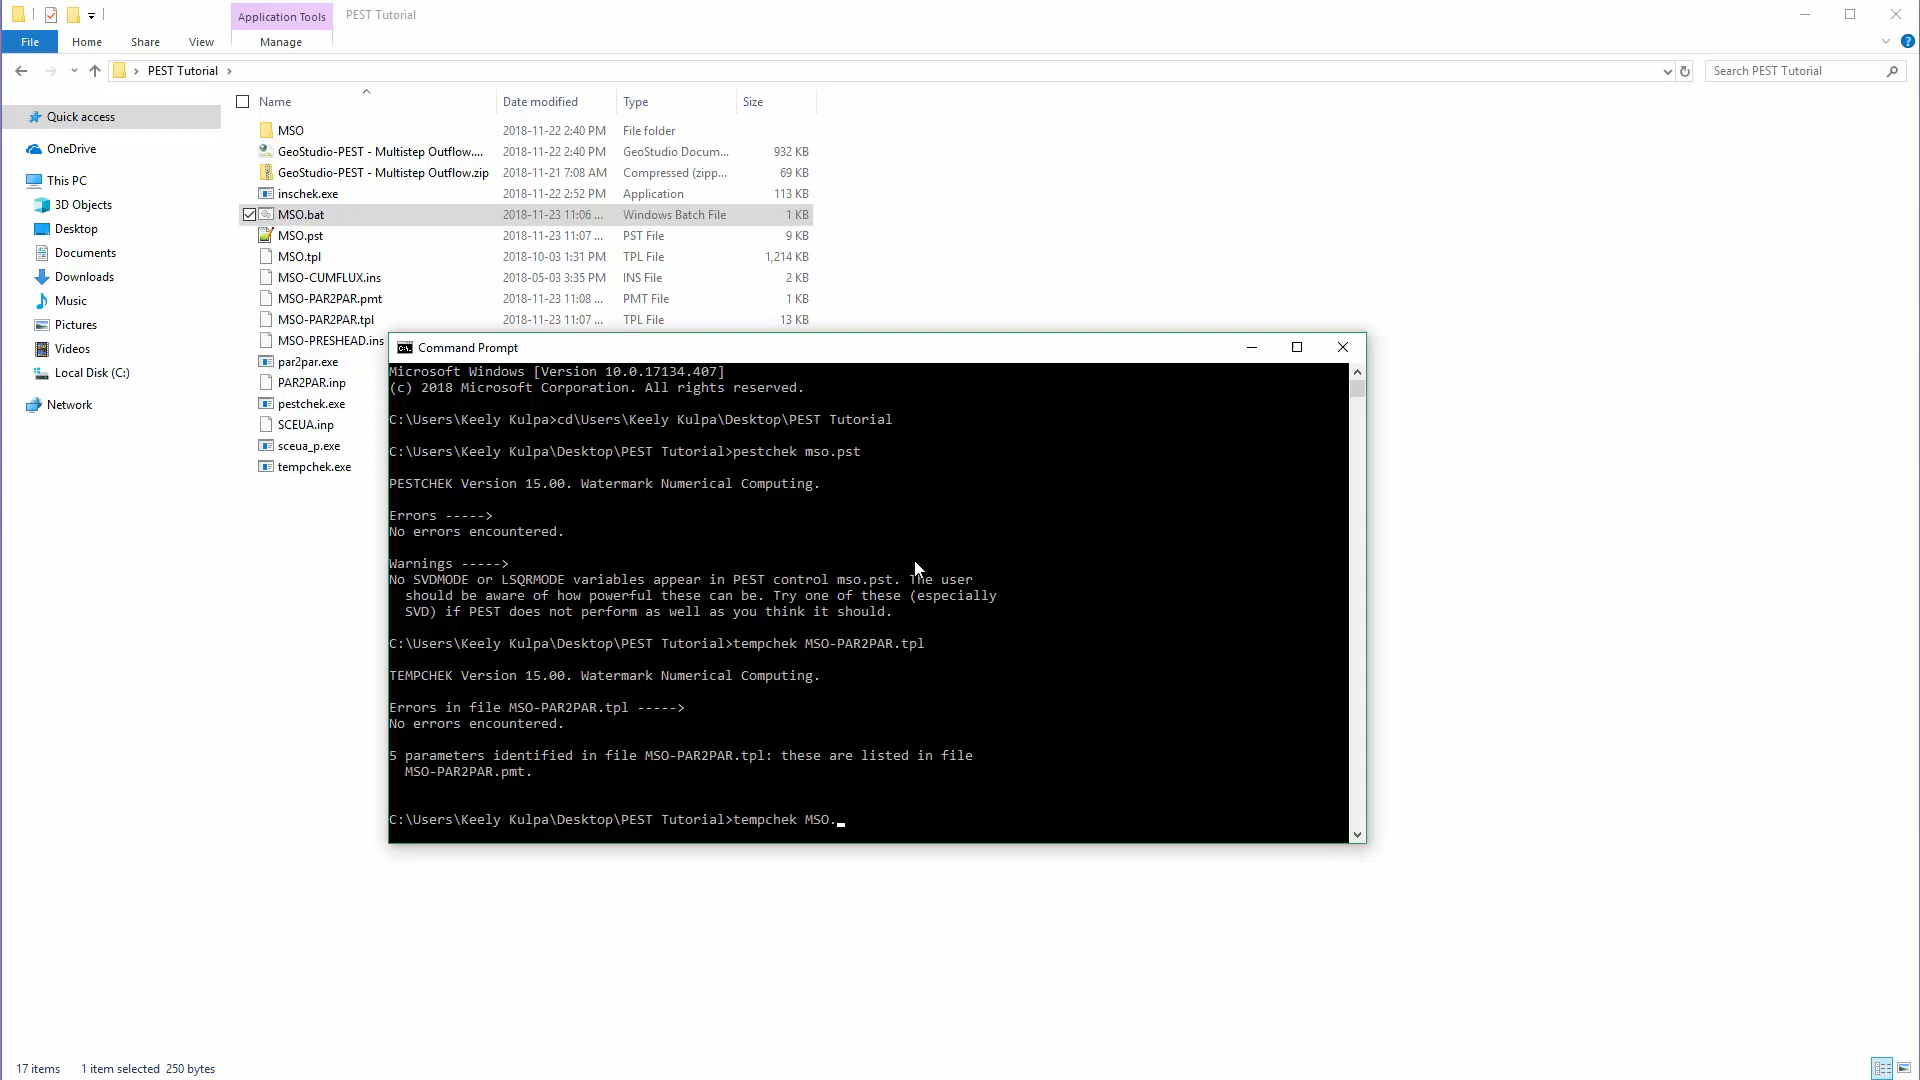 Application Tools PEST Tutorial
File Home Share View Manage
PEST Tutorial Search PEST Tutorial
Name Date modified Type Size
Quick access
OneDrive
This PC
3D Objects
Desktop
Documents
Downloads
Music
Pictures
Videos
Local Disk (C:)
Network
MSO 2018-11-22 2:40 PM File folder
GeoStudio-PEST - Multistep Outflow.... 2018-11-22 2:40 PM GeoStudio Docum... 932 KB
GeoStudio-PEST - Multistep Outflow.zip 2018-11-21 7:08 AM Compressed (zipp... 69 KB
inschek.exe 2018-11-22 2:52 PM Application 113 KB
MSO.bat 2018-11-23 11:06 ... Windows Batch File 1 KB
MSO.pst 2018-11-23 11:07 ... PST File 9 KB
MSO.tpl 2018-10-03 1:31 PM TPL File 1,214 KB
MSO-CUMFLUX.ins 2018-05-03 3:35 PM INS File 2 KB
MSO-PAR2PAR.pmt 2018-11-23 11:08 ... PMT File 1 KB
MSO-PAR2PAR.tpl 2018-11-23 11:07 ... TPL File 13 KB
MSO-PRESHEAD.ins
par2par.exe
PAR2PAR.inp
pestchek.exe
SCEUA.inp
sceua_p.exe
tempchek.exe
Command Prompt
Microsoft Windows [Version 10.0.17134.407]
(c) 2018 Microsoft Corporation. All rights reserved.
C:\Users\Keely Kulpa>cd\Users\Keely Kulpa\Desktop\PEST Tutorial
C:\Users\Keely Kulpa\Desktop\PEST Tutorial>pestchek mso.pst
PESTCHEK Version 15.00. Watermark Numerical Computing.
Errors ----->
No errors encountered.
Warnings ----->
No SVDMODE or LSQRMODE variables appear in PEST control mso.pst. The user
should be aware of how powerful these can be. Try one of these (especially
SVD) if PEST does not perform as well as you think it should.
C:\Users\Keely Kulpa\Desktop\PEST Tutorial>tempchek MSO-PAR2PAR.tpl
TEMPCHEK Version 15.00. Watermark Numerical Computing.
Errors in file MSO-PAR2PAR.tpl ----->
No errors encountered.
5 parameters identified in file MSO-PAR2PAR.tpl: these are listed in file
MSO-PAR2PAR.pmt.
C:\Users\Keely Kulpa\Desktop\PEST Tutorial>tempchek MSO._
17 items 1 item selected 250 bytes